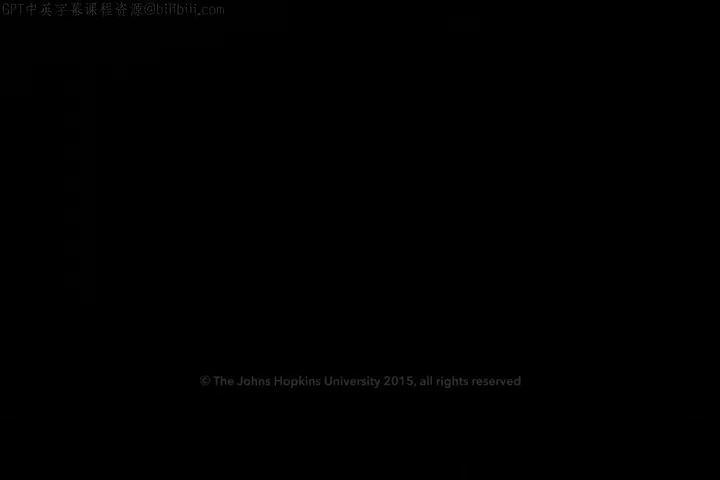 GPT中英字幕课程资源@bilibili.com
© The Johns Hopkins University 2015, all rights reserved